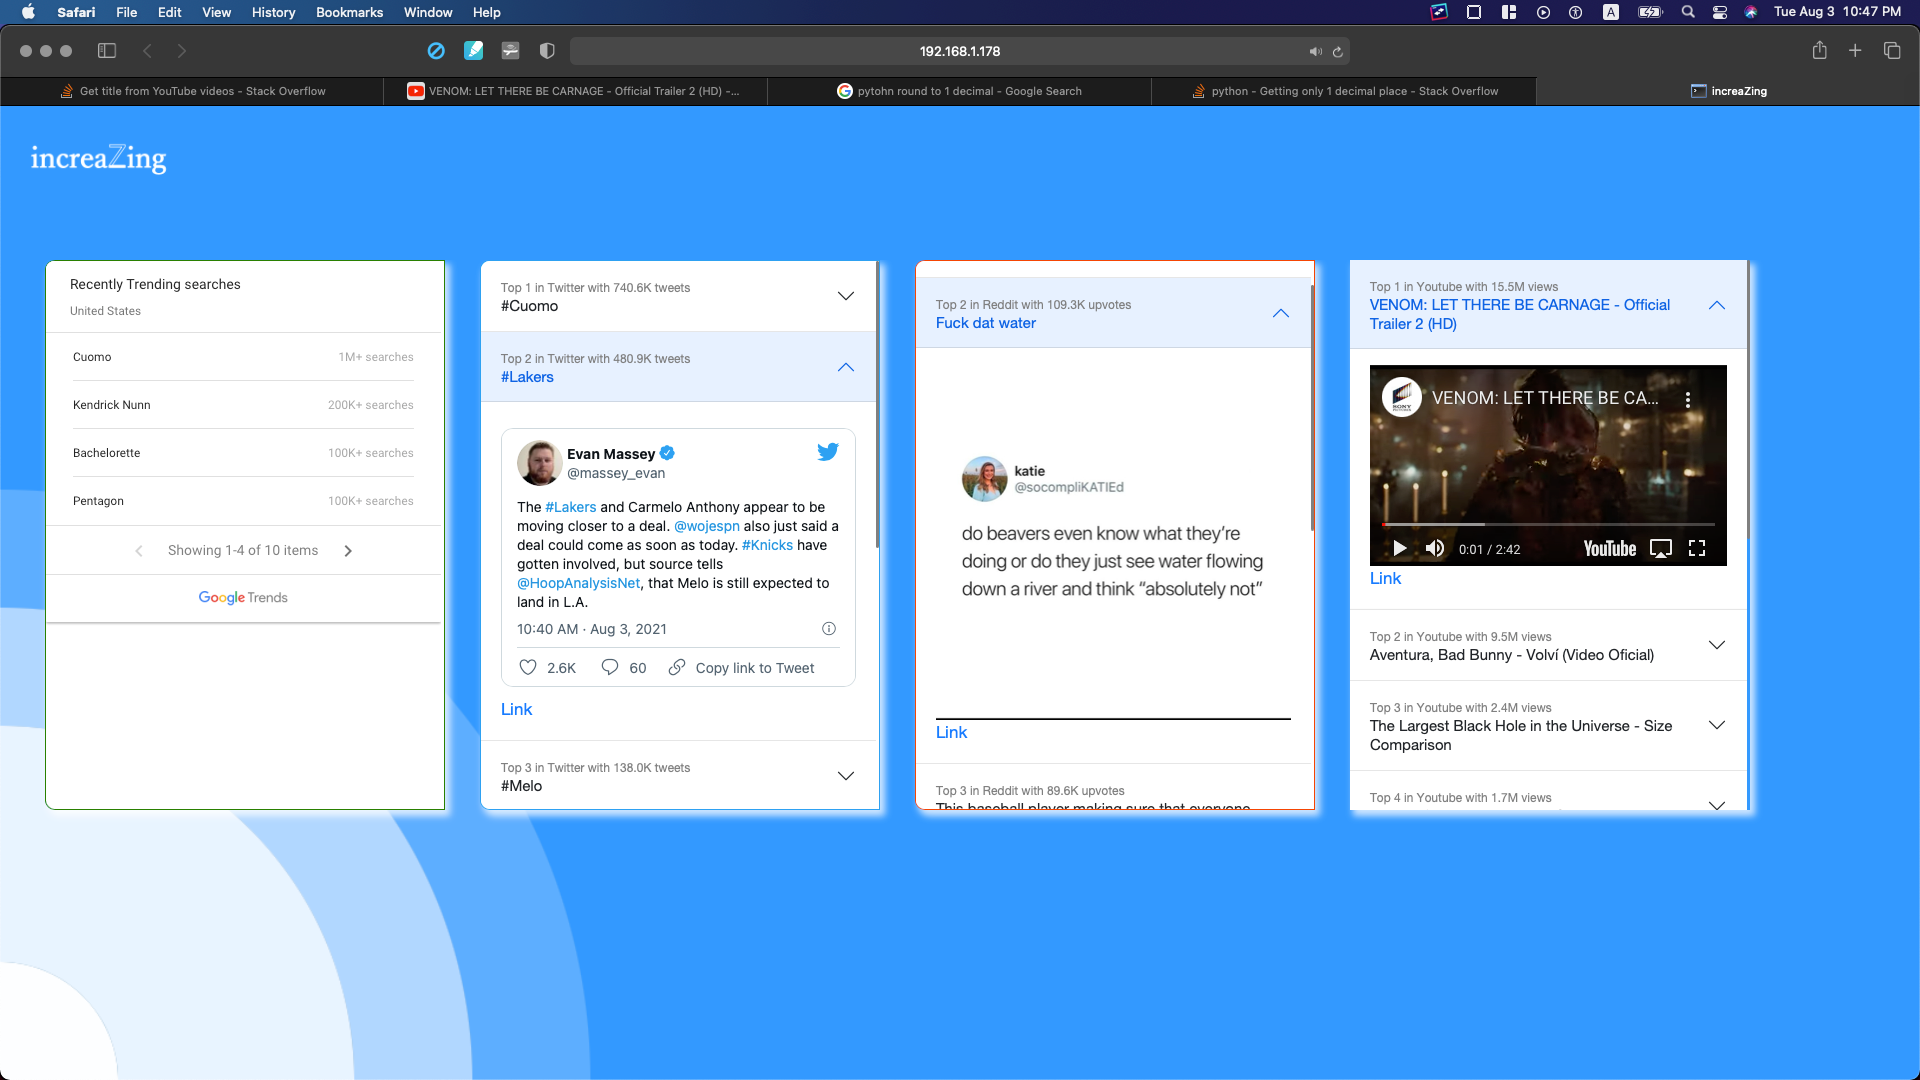 Safari File Edit View History Bookmarks Window Help
A
Tue Aug 3 10:47 PM
192.168.1.178
Get title from YouTube videos - Stack Overflow
VENOM: LET THERE BE CARNAGE - Official Trailer 2 (HD) -...
pytohn round to 1 decimal - Google Search
python - Getting only 1 decimal place - Stack Overflow
increaZing
increaZing
Recently Trending searches
United States
Cuomo 1M+ searches
Kendrick Nunn 200K+ searches
Bachelorette 100K+ searches
Pentagon 100K+ searches
Showing 1-4 of 10 items
Google Trends
Top 1 in Twitter with 740.6K tweets
#Cuomo
Top 2 in Twitter with 480.9K tweets
#Lakers
Evan Massey
@massey_evan
The #Lakers and Carmelo Anthony appear to be
moving closer to a deal. @wojespn also just said a
deal could come as soon as today. #Knicks have
gotten involved, but source tells
@HoopAnalysisNet, that Melo is still expected to
land in L.A.
10:40 AM · Aug 3, 2021
2.6K 60 Copy link to Tweet
Link
Top 3 in Twitter with 138.0K tweets
#Melo
Top 2 in Reddit with 109.3K upvotes
Fuck dat water
katie
@socompliKATIEd
do beavers even know what they’re
doing or do they just see water flowing
down a river and think “absolutely not”
Link
Top 3 in Reddit with 89.6K upvotes
This baseball player making sure that everyone
Top 1 in Youtube with 15.5M views
VENOM: LET THERE BE CARNAGE - Official
Trailer 2 (HD)
SONY
VENOM: LET THERE BE CA...
0:01 / 2:42 YouTube
Link
Top 2 in Youtube with 9.5M views
Aventura, Bad Bunny - Volví (Video Oficial)
Top 3 in Youtube with 2.4M views
The Largest Black Hole in the Universe - Size
Comparison
Top 4 in Youtube with 1.7M views